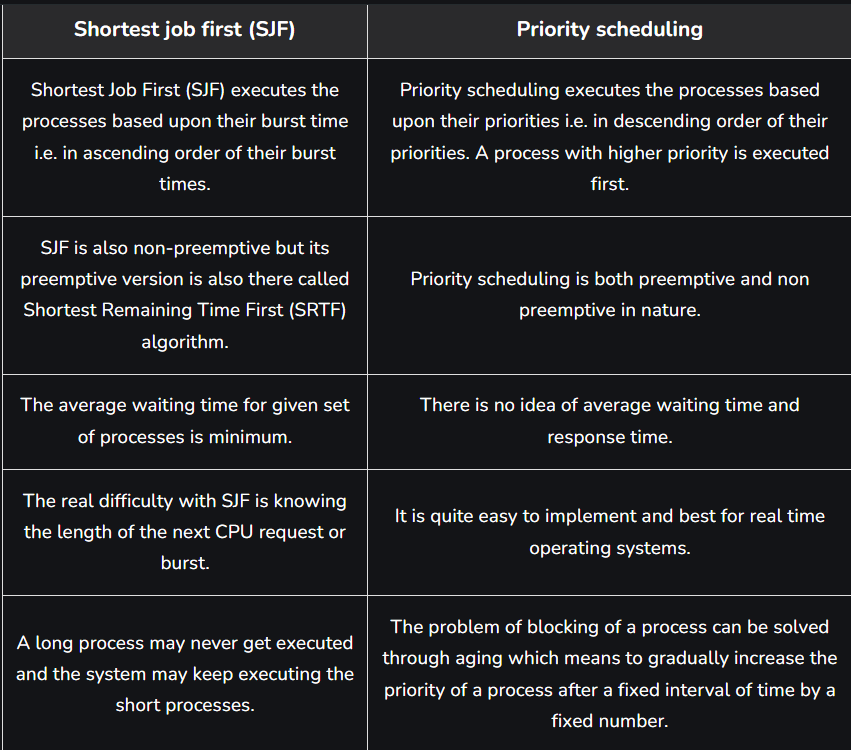 Shortest job first (SJF)
Priority scheduling
Shortest Job First (SJF) executes the
processes based upon their burst time
i.e. in ascending order of their burst
times.
Priority scheduling executes the processes based
upon their priorities i.e. in descending order of their
priorities. A process with higher priority is executed
first.
SJF is also non-preemptive but its
preemptive version is also there called
Shortest Remaining Time First (SRTF)
algorithm.
Priority scheduling is both preemptive and non
preemptive in nature.
The average waiting time for given set
of processes is minimum.
There is no idea of average waiting time and
response time.
The real difficulty with SJF is knowing
the length of the next CPU request or
burst.
It is quite easy to implement and best for real time
operating systems.
A long process may never get executed
and the system may keep executing the
short processes.
The problem of blocking of a process can be solved
through aging which means to gradually increase the
priority of a process after a fixed interval of time by a
fixed number.